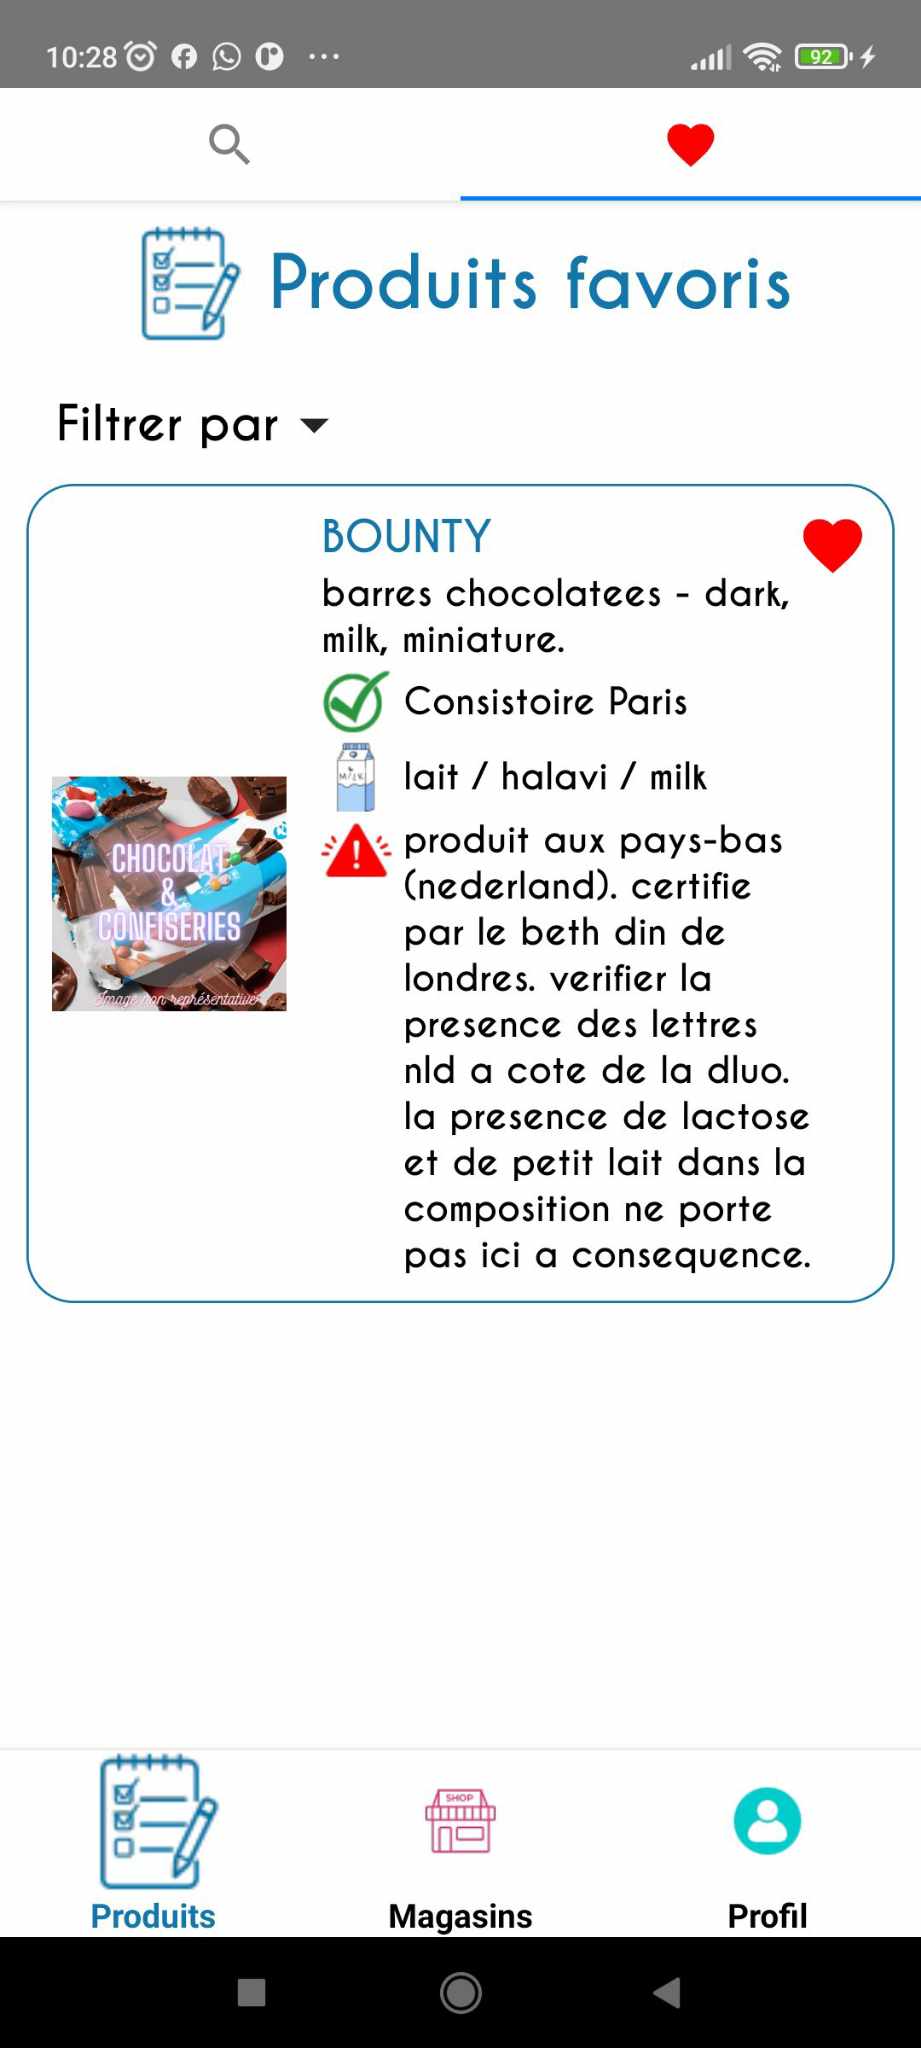 10:28
92
Produits favoris
Filtrer par
BOUNTY
barres chocolatees - dark,
milk, miniature.
Consistoire Paris
MILK
lait / halavi / milk
produit aux pays-bas
(nederland). certifie
par le beth din de
londres. verifier la
presence des lettres
nld a cote de la dluo.
la presence de lactose
et de petit lait dans la
composition ne porte
pas ici a consequence.
CHOCOLAT
&
CONFISERIES
Image non représentative
SHOP
Produits
Magasins
Profil